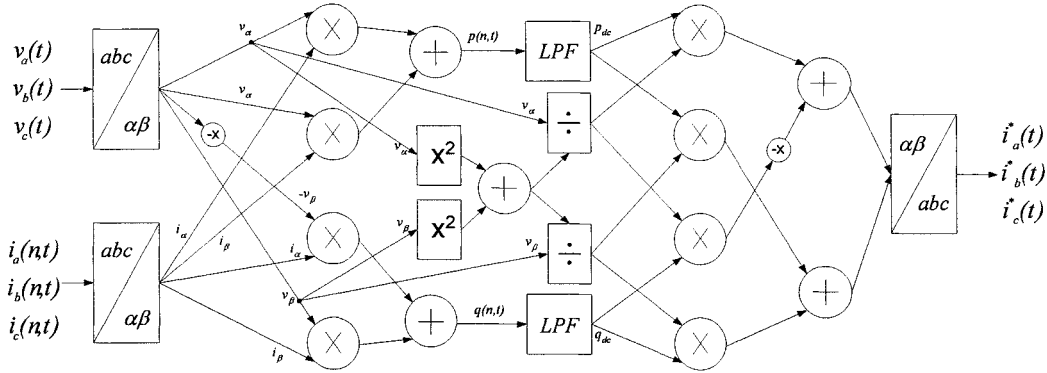 v_a(t)
v_b(t)
v_c(t)
abc
αβ
i_a(n,t)
i_b(n,t)
i_c(n,t)
abc
αβ
v_α
v_α
-x
-v_β
i_α
i_β
i_α
v_β
i_β
×
×
×
×
+
+
p(n,t)
q(n,t)
v_α
x²
v_β
x²
+
LPF
v_α
÷
v_β
÷
LPF
p_dc
q_dc
×
×
×
×
-x
+
+
αβ
abc
i*_a(t)
i*_b(t)
i*_c(t)